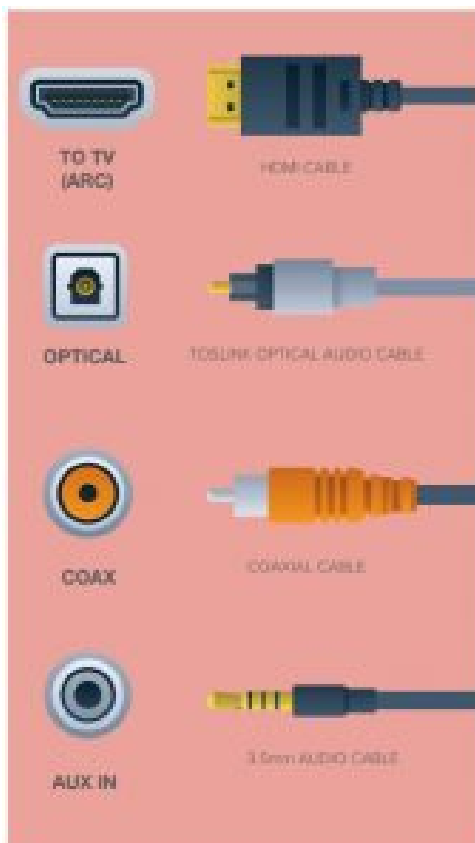 TO TV
(ARC)
HDMI CABLE
OPTICAL
TOSLINK OPTICAL AUDIO CABLE
COAX
COAXIAL CABLE
AUX IN
3.5mm AUDIO CABLE